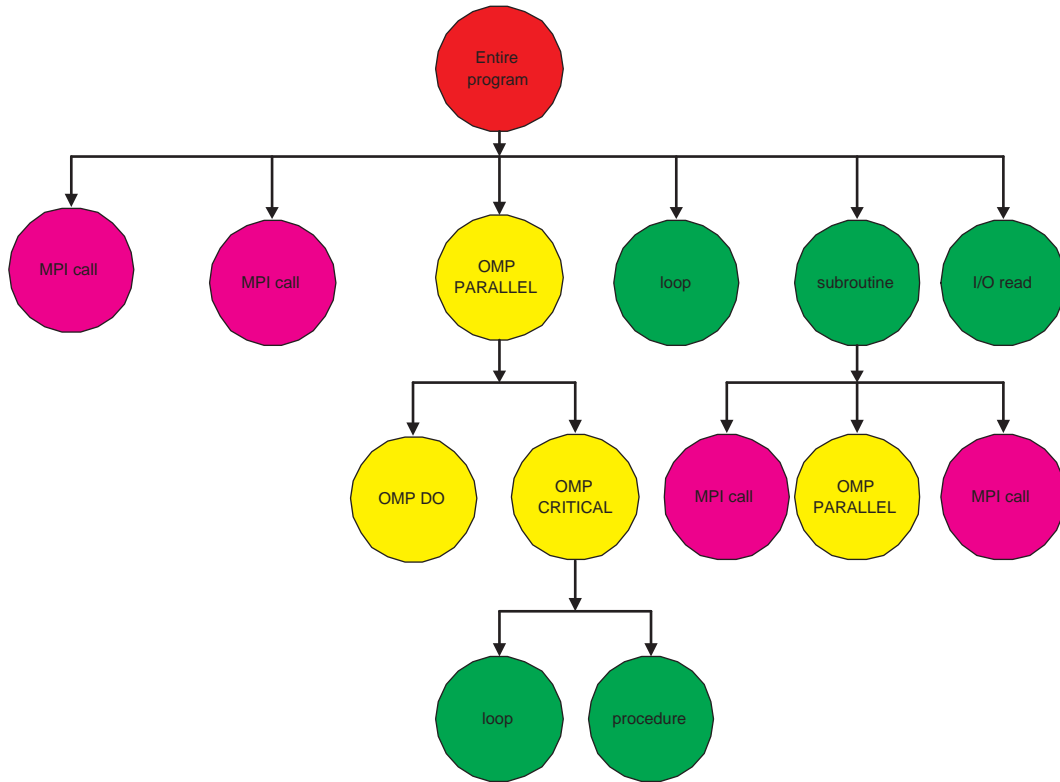 Entire
program
MPI call
MPI call
OMP
PARALLEL
loop
subroutine
I/O read
OMP DO
OMP
CRITICAL
MPI call
OMP
PARALLEL
MPI call
loop
procedure